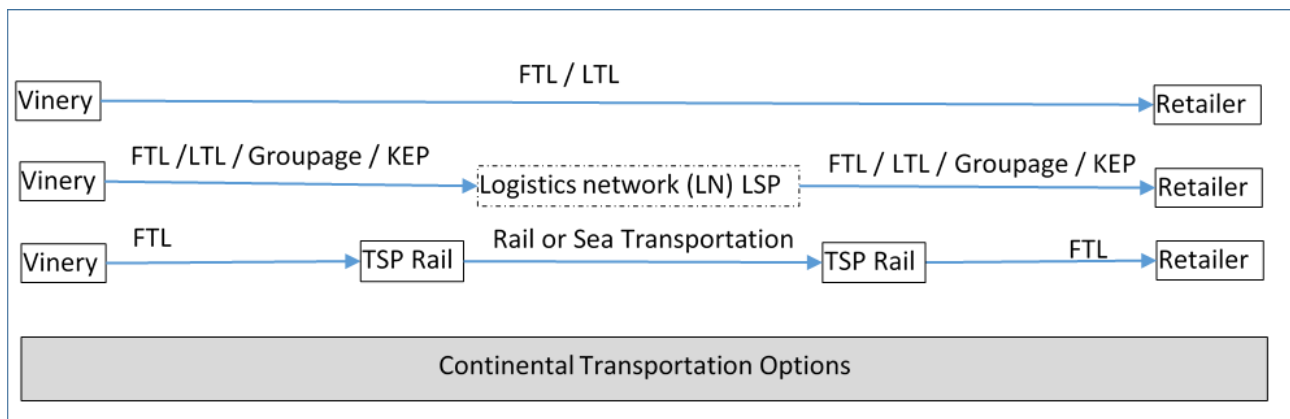 FTL / LTL
Vinery
Retailer
FTL /LTL / Groupage / KEP
FTL / LTL / Groupage / KEP
Vinery
Logistics network (LN) LSP
Retailer
FTL
Rail or Sea Transportation
FTL
Vinery
TSP Rail
TSP Rail
Retailer
Continental Transportation Options